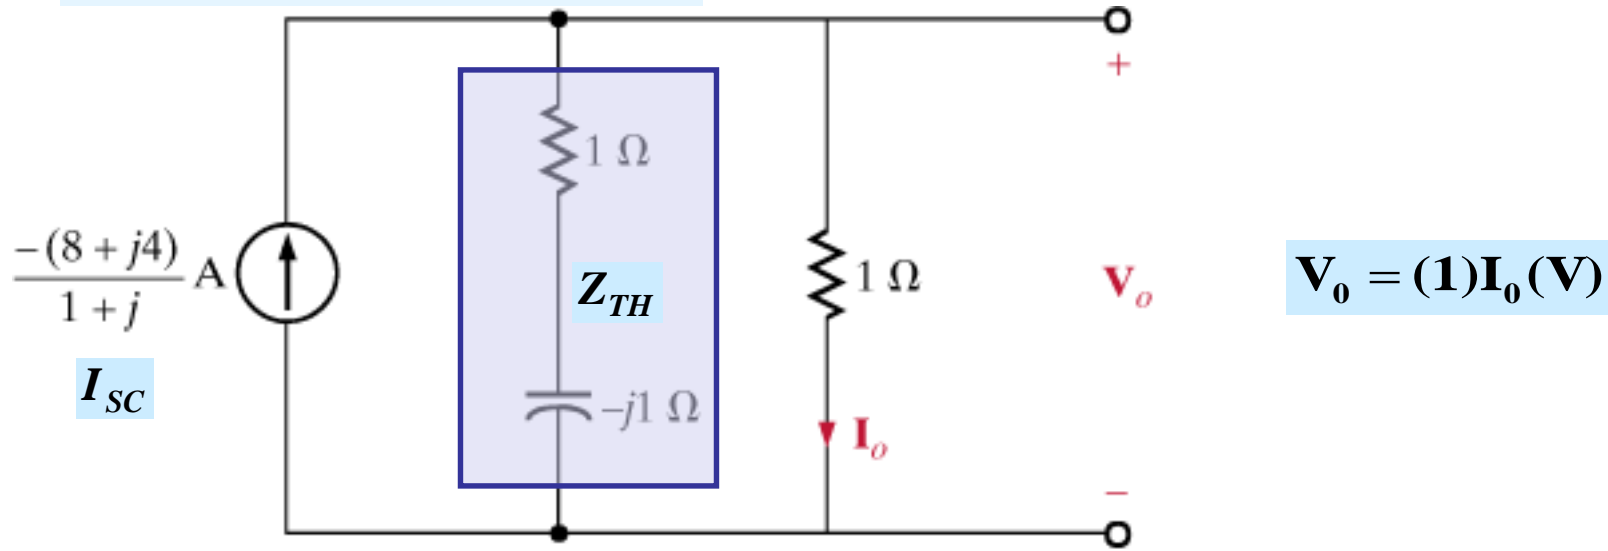 +
1 Ω
-(8 + j4)
1 + j
A
Z_TH
1 Ω
V_o
V_0 = (1)I_0 (V)
I_SC
-j1 Ω
I_o
-